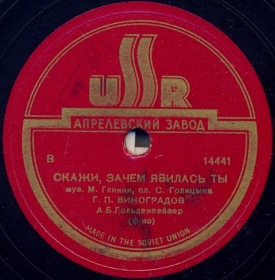 USSR
АПРЕЛЕВСКИЙ ЗАВОД
В 14441
СКАЖИ, ЗАЧЕМ ЯВИЛАСЬ ТЫ
муз. М. Глинки, сл. С. Голицына
Г. П. ВИНОГРАДОВ
А.Б.Гольденвейзер
(ф-но)
MADE IN THE SOVIET UNION